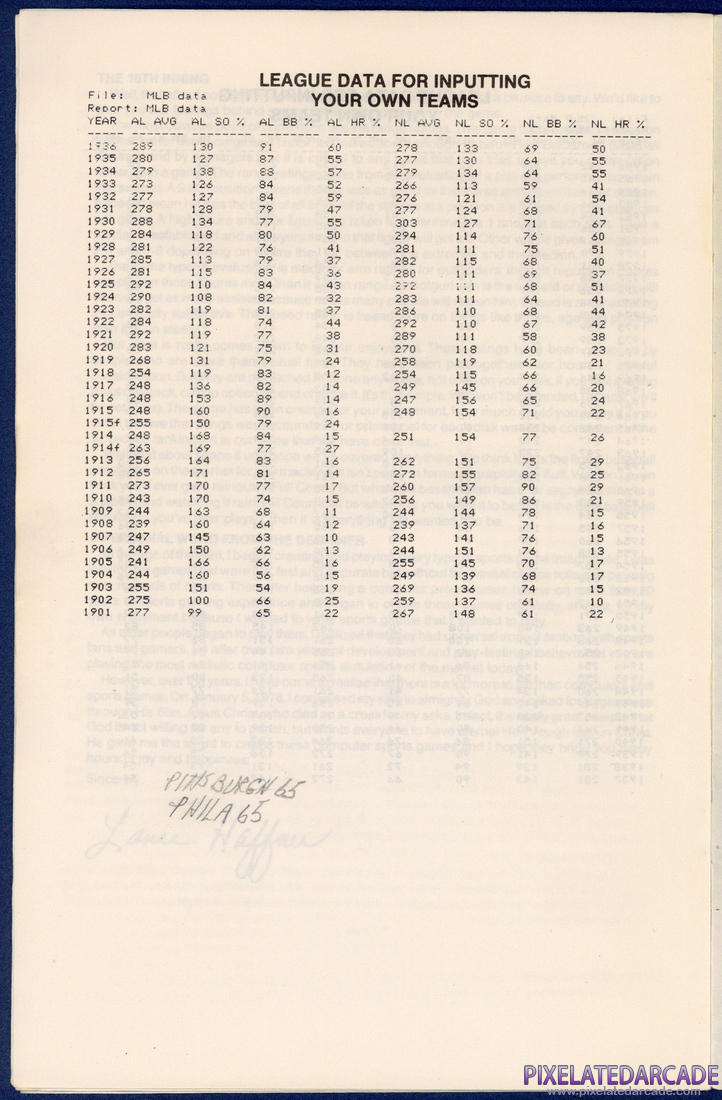 LEAGUE DATA FOR INPUTTING
YOUR OWN TEAMS
File: MLB data
Report: MLB data
YEAR AL AVG AL SO % AL BB % AL HR % NL AVG NL SO % NL BB % NL HR %
1936 289 130 91 60 278 133 69 50
1935 280 127 87 55 277 130 64 55
1934 279 138 88 57 279 134 64 55
1933 273 126 84 52 266 113 59 41
1932 277 127 84 59 276 121 61 54
1931 278 128 79 47 277 124 68 41
1930 288 134 77 55 303 127 71 67
1929 284 118 80 50 294 114 76 60
1928 281 122 76 41 281 111 75 51
1927 285 113 79 37 282 115 68 40
1926 281 115 83 36 280 111 69 37
1925 292 110 84 43 292 111 68 51
1924 290 108 82 32 283 111 64 41
1923 282 119 81 37 286 110 68 44
1922 284 118 74 44 292 110 67 42
1921 292 119 77 38 289 111 58 38
1920 283 121 75 31 270 118 60 23
1919 268 131 79 24 258 119 62 21
1918 254 119 83 12 254 115 66 16
1917 248 136 82 14 249 145 66 20
1916 248 153 89 14 247 156 65 24
1915 248 160 90 16 248 154 71 22
1915f 255 150 79 24
1914 248 168 84 15 251 154 77 26
1914f 263 169 77 27
1913 256 164 83 16 262 151 75 29
1912 265 171 81 14 272 155 82 25
1911 273 170 77 17 260 157 90 29
1910 243 170 74 15 256 149 86 21
1909 244 163 68 11 244 144 78 15
1908 239 160 64 12 239 137 71 16
1907 247 145 63 10 243 141 76 15
1906 249 150 62 13 244 151 76 13
1905 241 166 66 16 255 145 70 17
1904 244 160 56 15 249 139 68 17
1903 255 151 54 19 269 136 74 15
1902 275 100 66 25 259 137 61 10
1901 277 99 65 22 267 148 61 22
PITTSBURGH 65
PHILA 65
Lance Haffner
PIXELATEDARCADE
www.pixelatedarcade.com